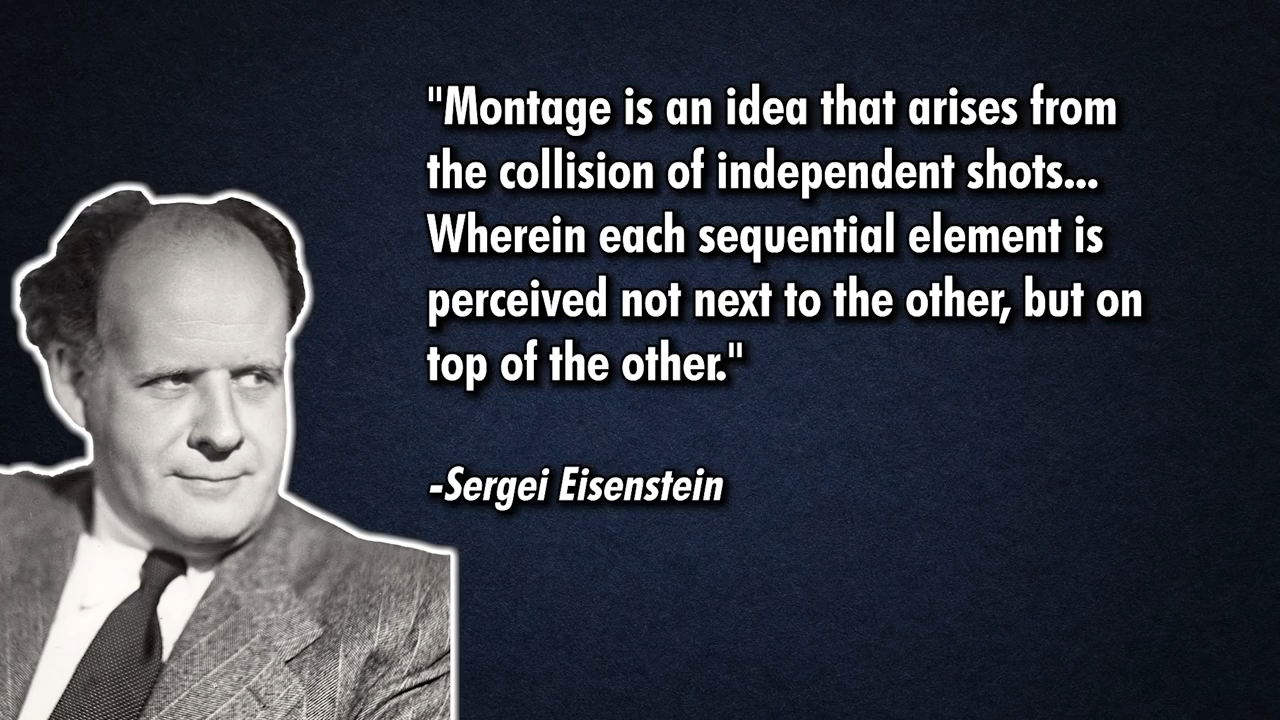 "Montage is an idea that arises from
the collision of independent shots...
Wherein each sequential element is
perceived not next to the other, but on
top of the other."
-Sergei Eisenstein